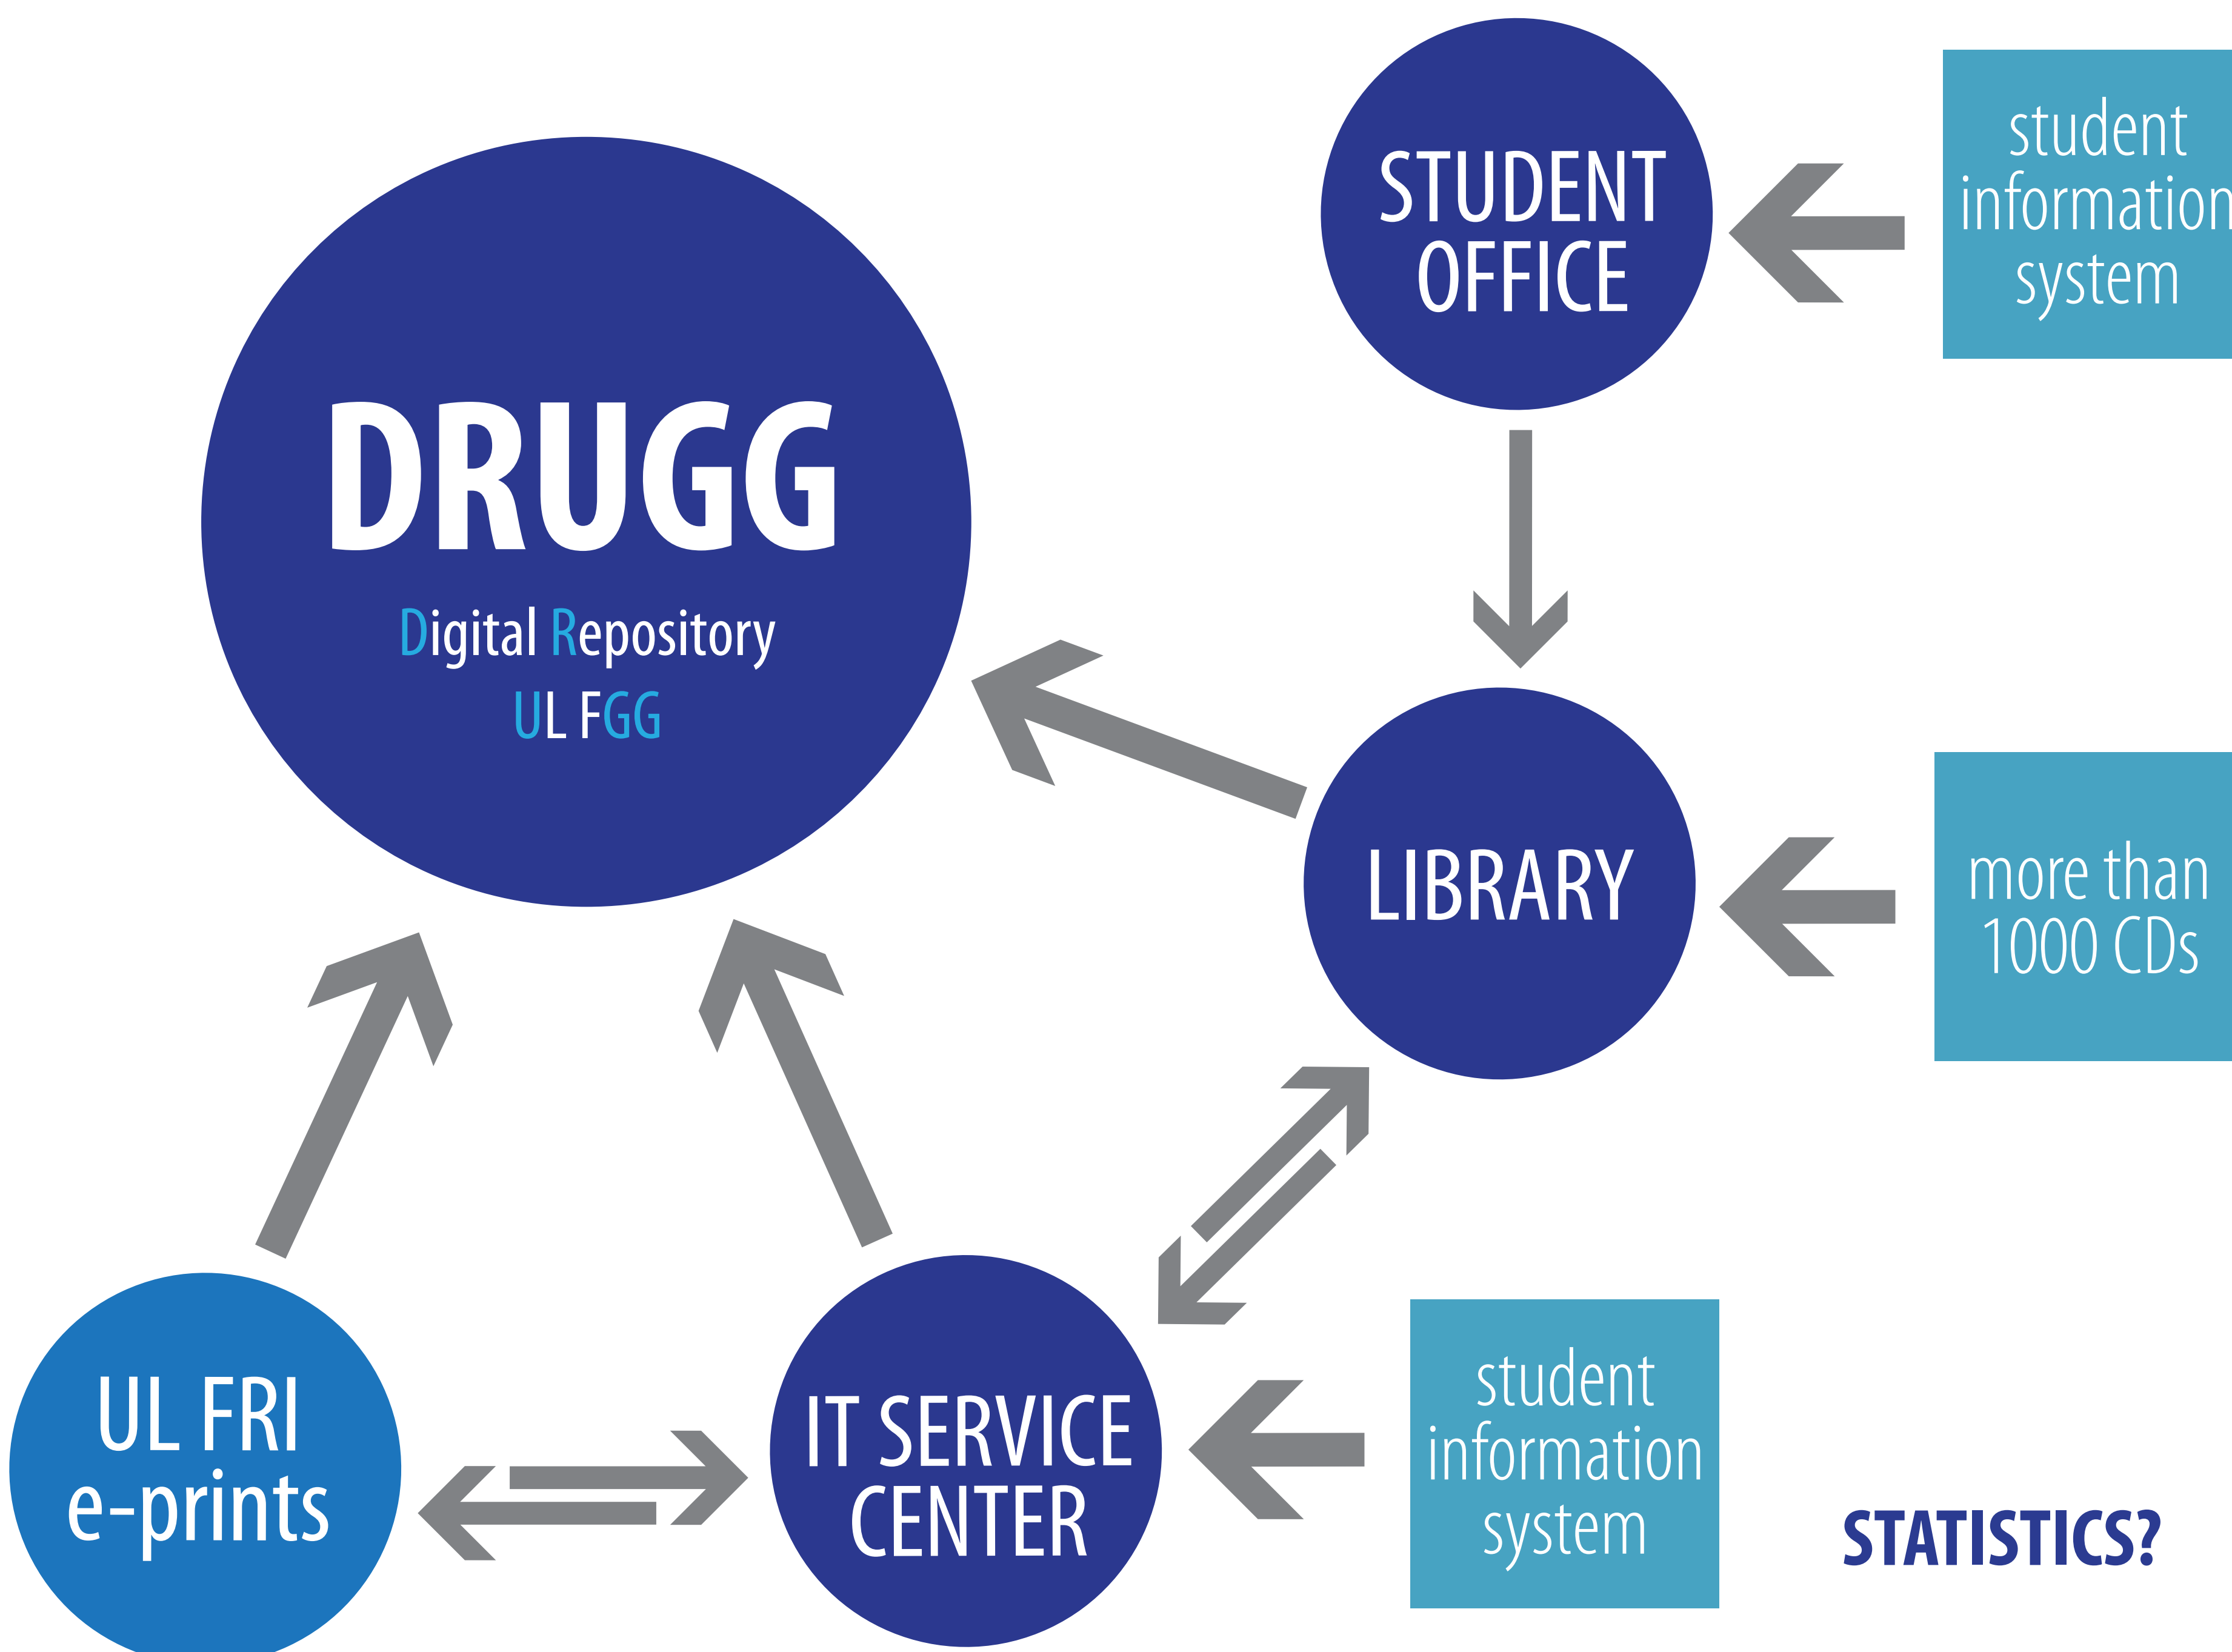 STUDENT
OFFICE
student
information
system
DRUGG
Digital Repository
UL FGG
LIBRARY
more than
1000 CDs
UL FRI
e-prints
IT SERVICE
CENTER
student
information
system
STATISTICS?